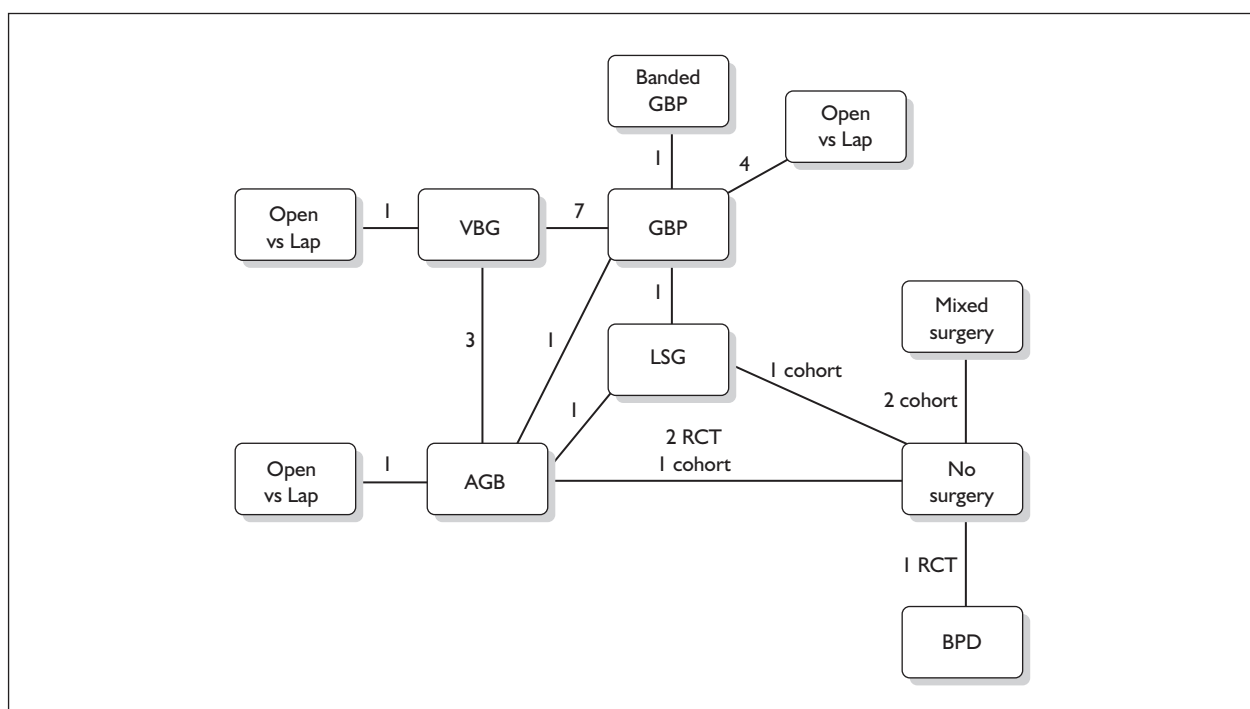 Banded
GBP
Open
vs Lap
1
4
Open
vs Lap
1
VBG
7
GBP
1
Mixed
surgery
3
1
LSG
1 cohort
2 cohort
1
2 RCT
1 cohort
Open
vs Lap
1
AGB
No
surgery
1 RCT
BPD